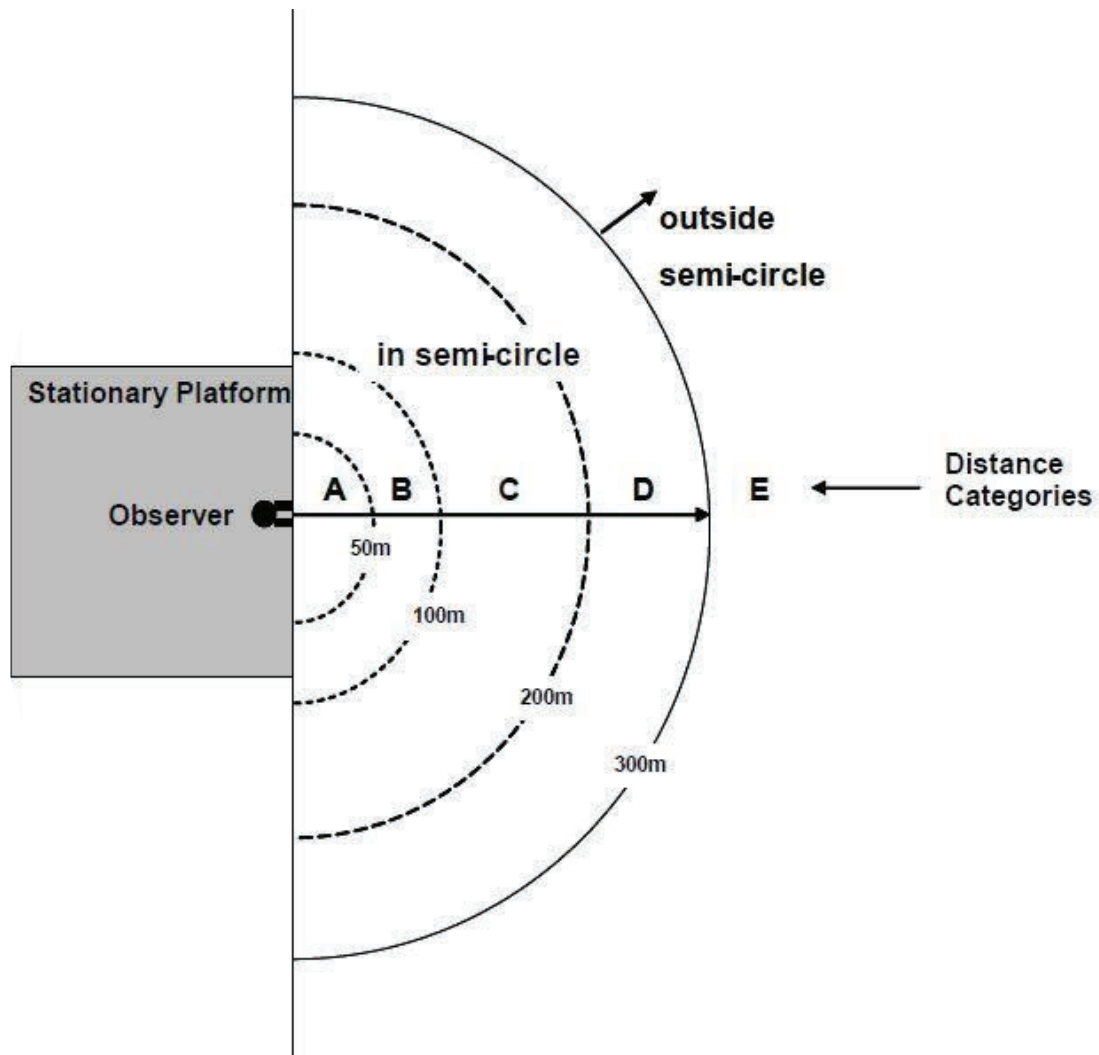 outside
semi-circle
in semi-circle
Stationary Platform
A B C D E
Distance
Categories
Observer
50m
100m
200m
300m